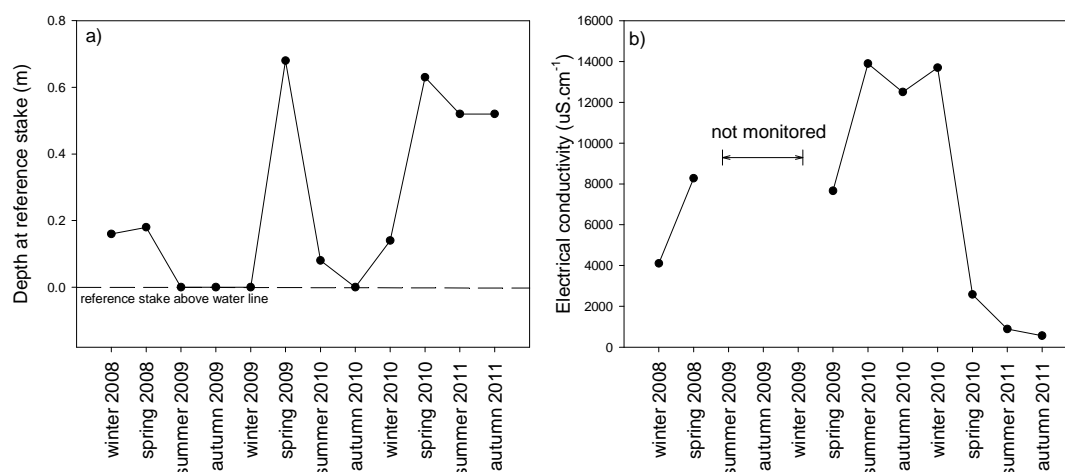 a)
Depth at reference stake (m)
0.8
0.6
0.4
0.2
0.0
reference stake above water line
winter 2008
spring 2008
summer 2009
autumn 2009
winter 2009
spring 2009
summer 2010
autumn 2010
winter 2010
spring 2010
summer 2011
autumn 2011
b)
Electrical conductivity (uS.cm⁻¹)
16000
14000
12000
10000
8000
6000
4000
2000
0
not monitored
winter 2008
spring 2008
summer 2009
autumn 2009
winter 2009
spring 2009
summer 2010
autumn 2010
winter 2010
spring 2010
summer 2011
autumn 2011